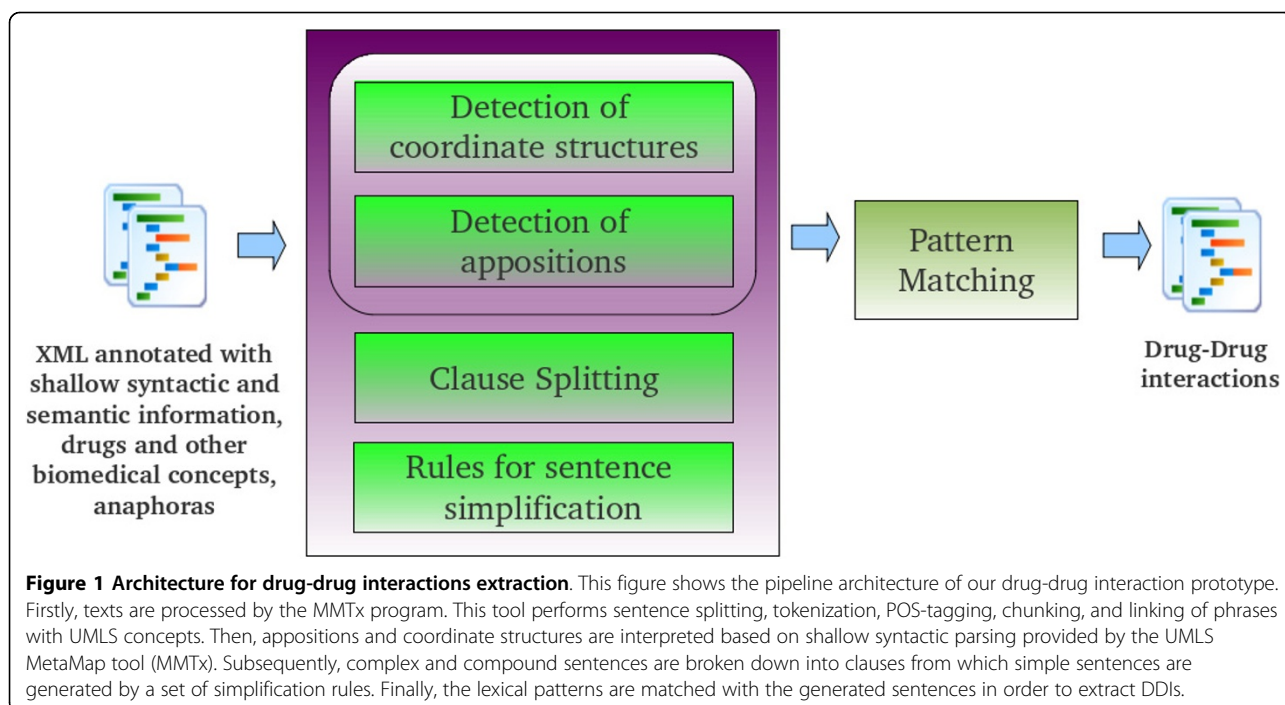 XML annotated with
shallow syntactic and
semantic information,
drugs and other
biomedical concepts,
anaphoras
Detection of
coordinate structures
Detection of
appositions
Clause Splitting
Rules for sentence
simplification
Pattern
Matching
Drug-Drug
interactions
Figure 1 Architecture for drug-drug interactions extraction. This figure shows the pipeline architecture of our drug-drug interaction prototype.
Firstly, texts are processed by the MMTx program. This tool performs sentence splitting, tokenization, POS-tagging, chunking, and linking of phrases
with UMLS concepts. Then, appositions and coordinate structures are interpreted based on shallow syntactic parsing provided by the UMLS
MetaMap tool (MMTx). Subsequently, complex and compound sentences are broken down into clauses from which simple sentences are
generated by a set of simplification rules. Finally, the lexical patterns are matched with the generated sentences in order to extract DDIs.